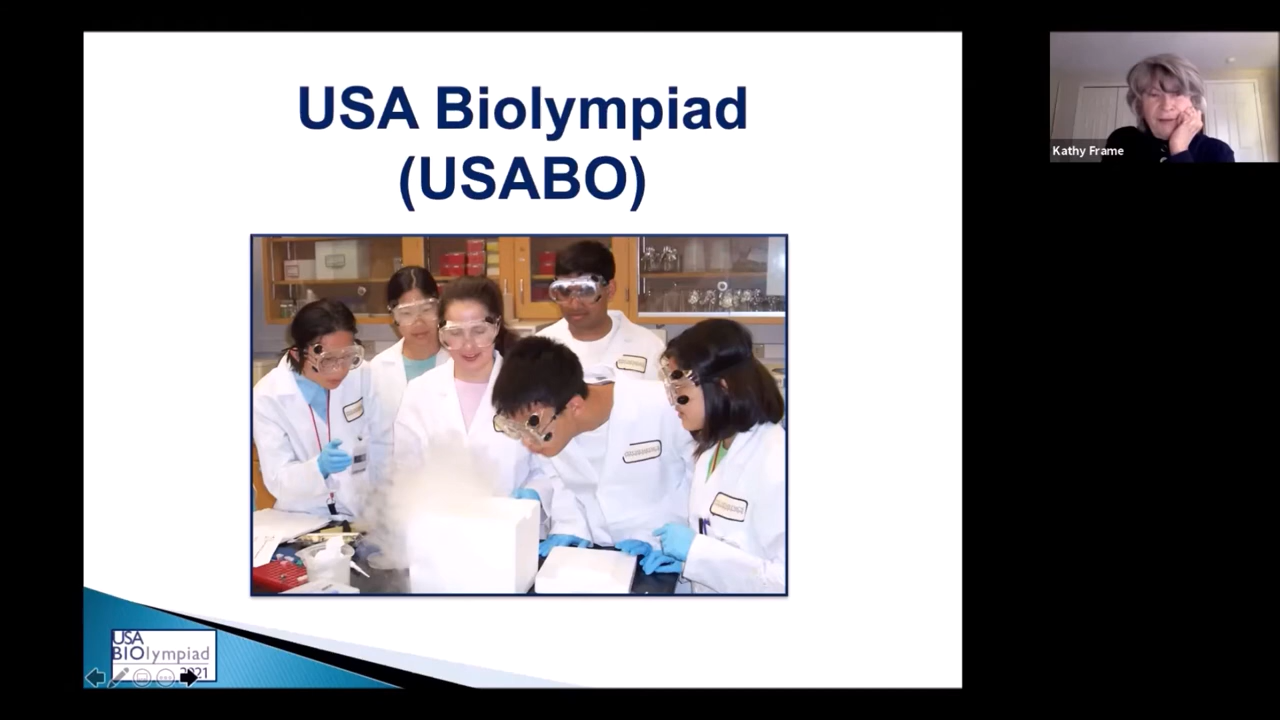 USA Biolympiad
(USABO)
Kathy Frame
USA
BIOlympiad
2021